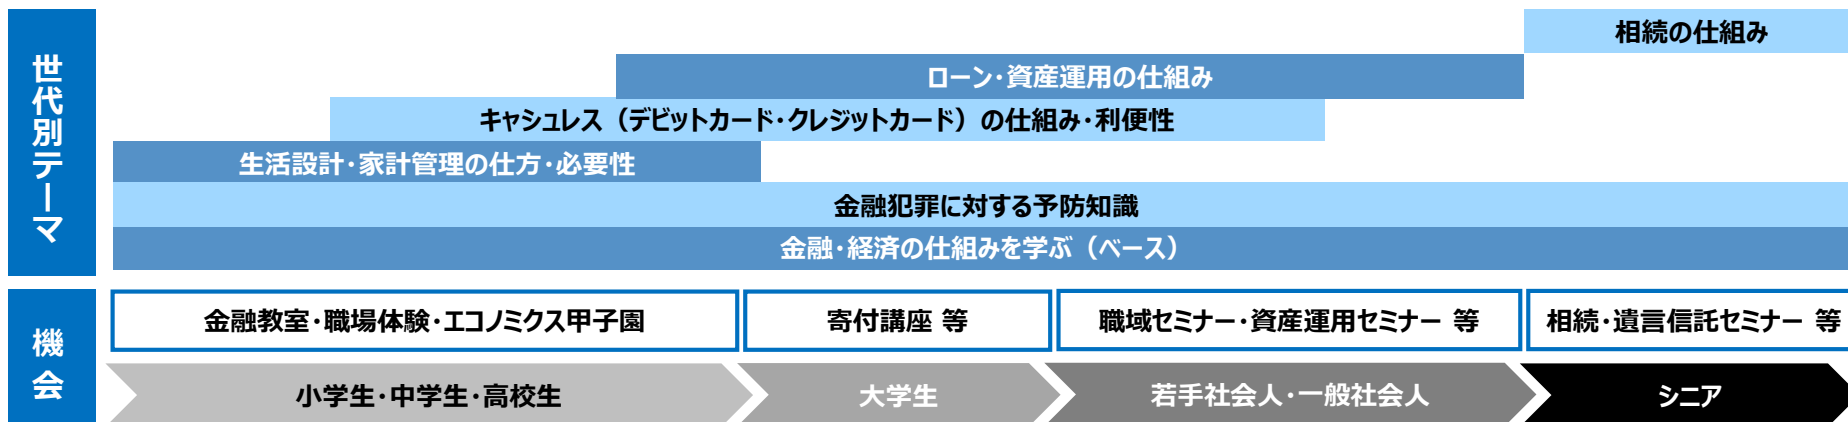 世代別テーマ
相続の仕組み
ローン・資産運用の仕組み
キャシュレス（デビットカード・クレジットカード）の仕組み・利便性
生活設計・家計管理の仕方・必要性
金融犯罪に対する予防知識
金融・経済の仕組みを学ぶ（ベース）
機会
金融教室・職場体験・エコノミクス甲子園
寄付講座 等
職域セミナー・資産運用セミナー 等
相続・遺言信託セミナー 等
小学生・中学生・高校生
大学生
若手社会人・一般社会人
シニア